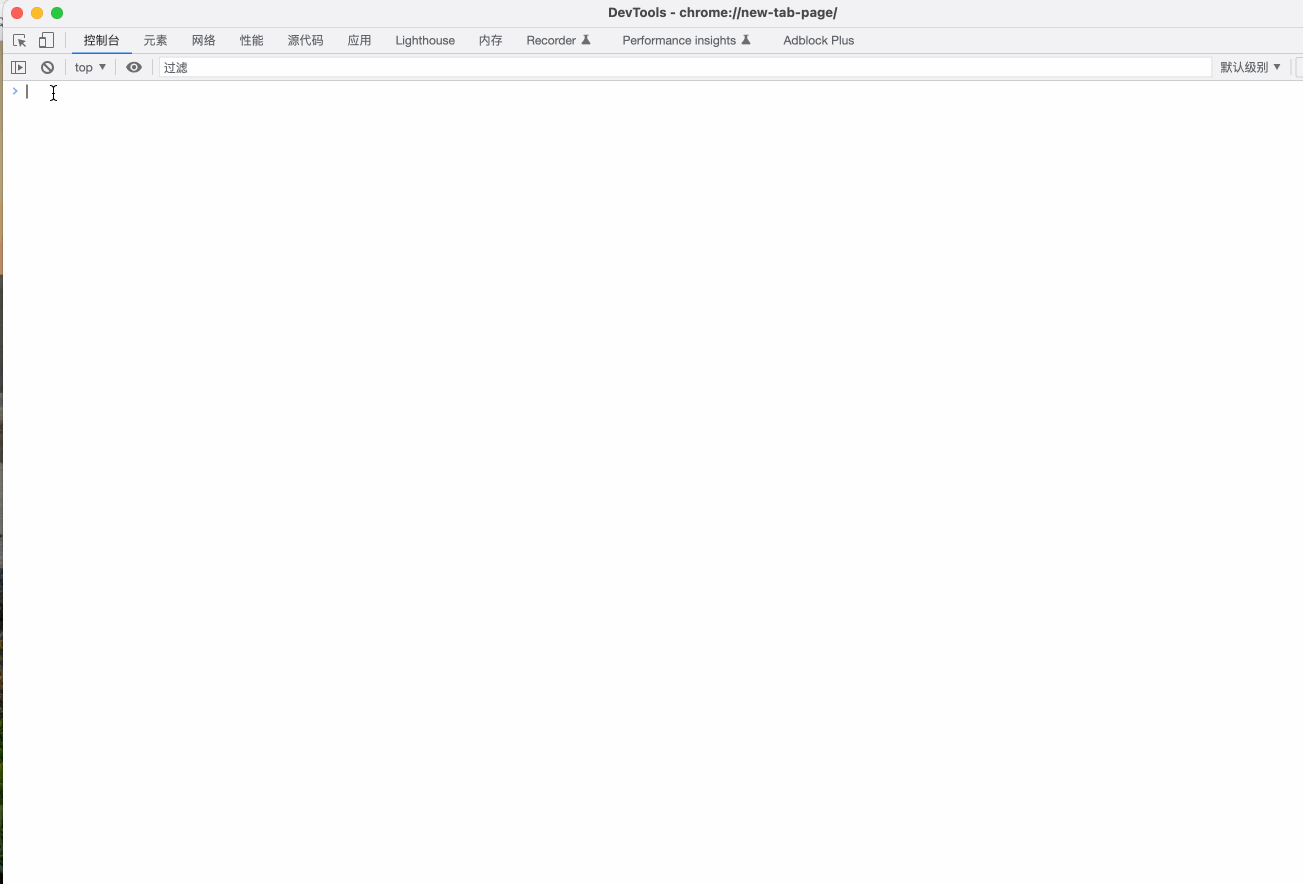 DevTools - chrome://new-tab-page/
控制台 元素 网络 性能 源代码 应用 Lighthouse 内存 Recorder Performance insights Adblock Plus
top 过滤 默认级别